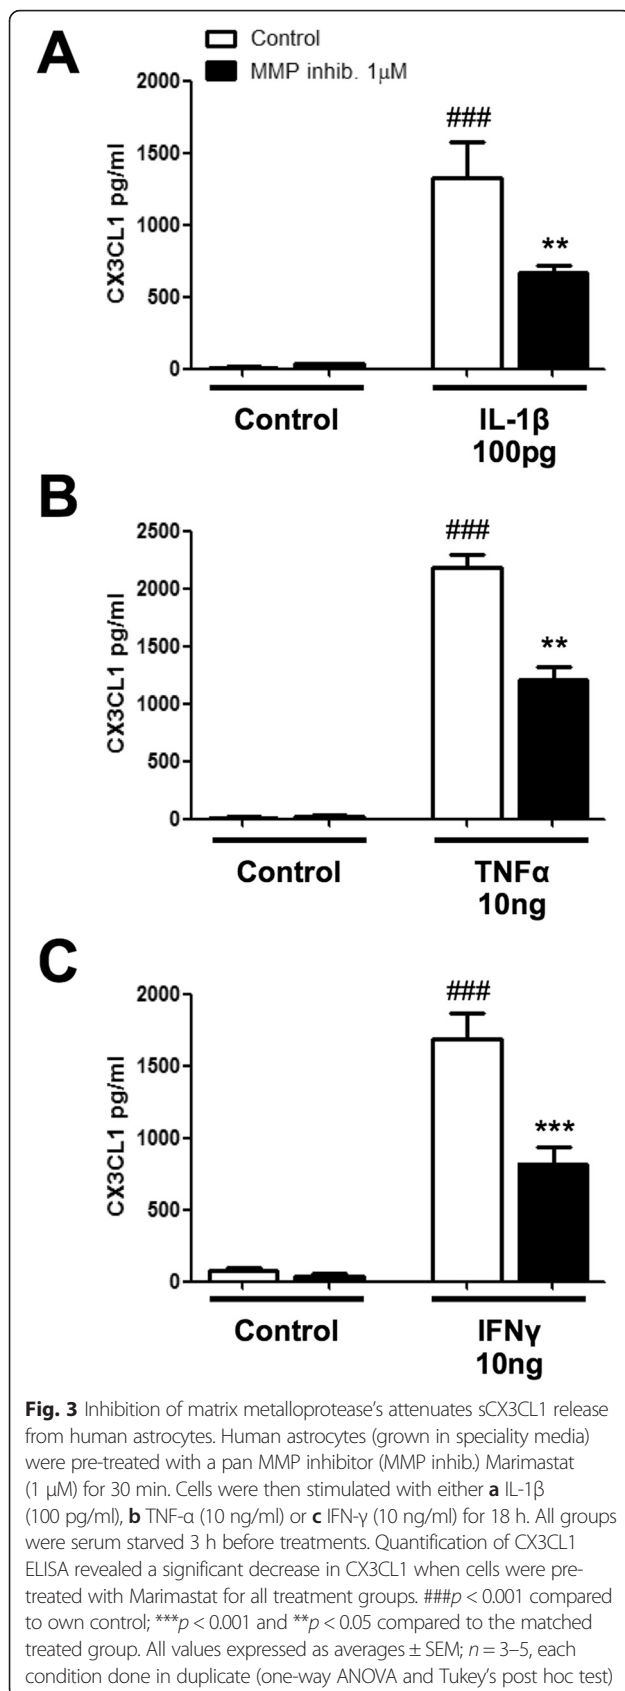 A
Control
MMP inhib. 1μM
2000
1500
1000
500
0
CX3CL1 pg/ml
###
**
Control
IL-1β
100pg
B
2500
2000
1500
1000
500
0
CX3CL1 pg/ml
###
**
Control
TNFα
10ng
C
2000
1500
1000
500
0
CX3CL1 pg/ml
###
***
Control
IFNγ
10ng
Fig. 3 Inhibition of matrix metalloprotease's attenuates sCX3CL1 release
from human astrocytes. Human astrocytes (grown in speciality media)
were pre-treated with a pan MMP inhibitor (MMP inhib.) Marimastat
(1 μM) for 30 min. Cells were then stimulated with either a IL-1β
(100 pg/ml), b TNF-α (10 ng/ml) or c IFN-γ (10 ng/ml) for 18 h. All groups
were serum starved 3 h before treatments. Quantification of CX3CL1
ELISA revealed a significant decrease in CX3CL1 when cells were pre-
treated with Marimastat for all treatment groups. ###p < 0.001 compared
to own control; ***p < 0.001 and **p < 0.05 compared to the matched
treated group. All values expressed as averages ± SEM; n = 3–5, each
condition done in duplicate (one-way ANOVA and Tukey's post hoc test)